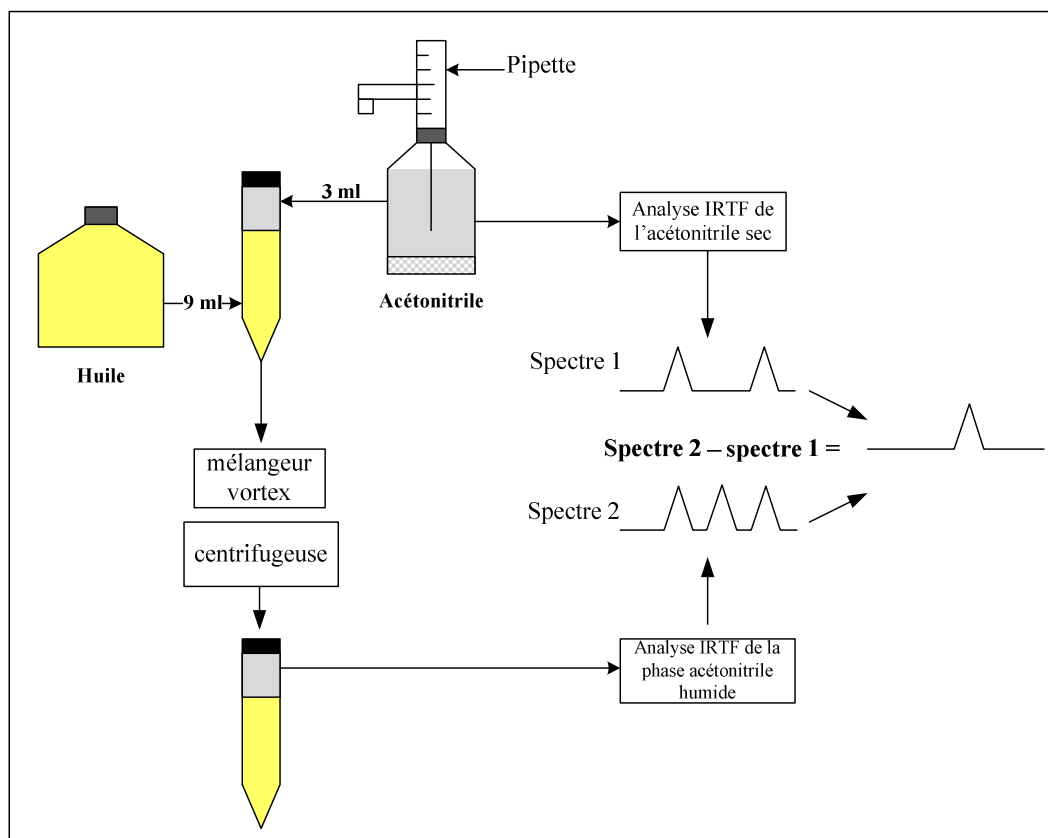 Pipette
3 ml
Analyse IRTF de
l'acétonitrile sec
9 ml
Acétonitrile
Huile
Spectre 1
Spectre 2 – spectre 1 =
mélangeur
vortex
Spectre 2
centrifugeuse
Analyse IRTF de la
phase acétonitrile
humide